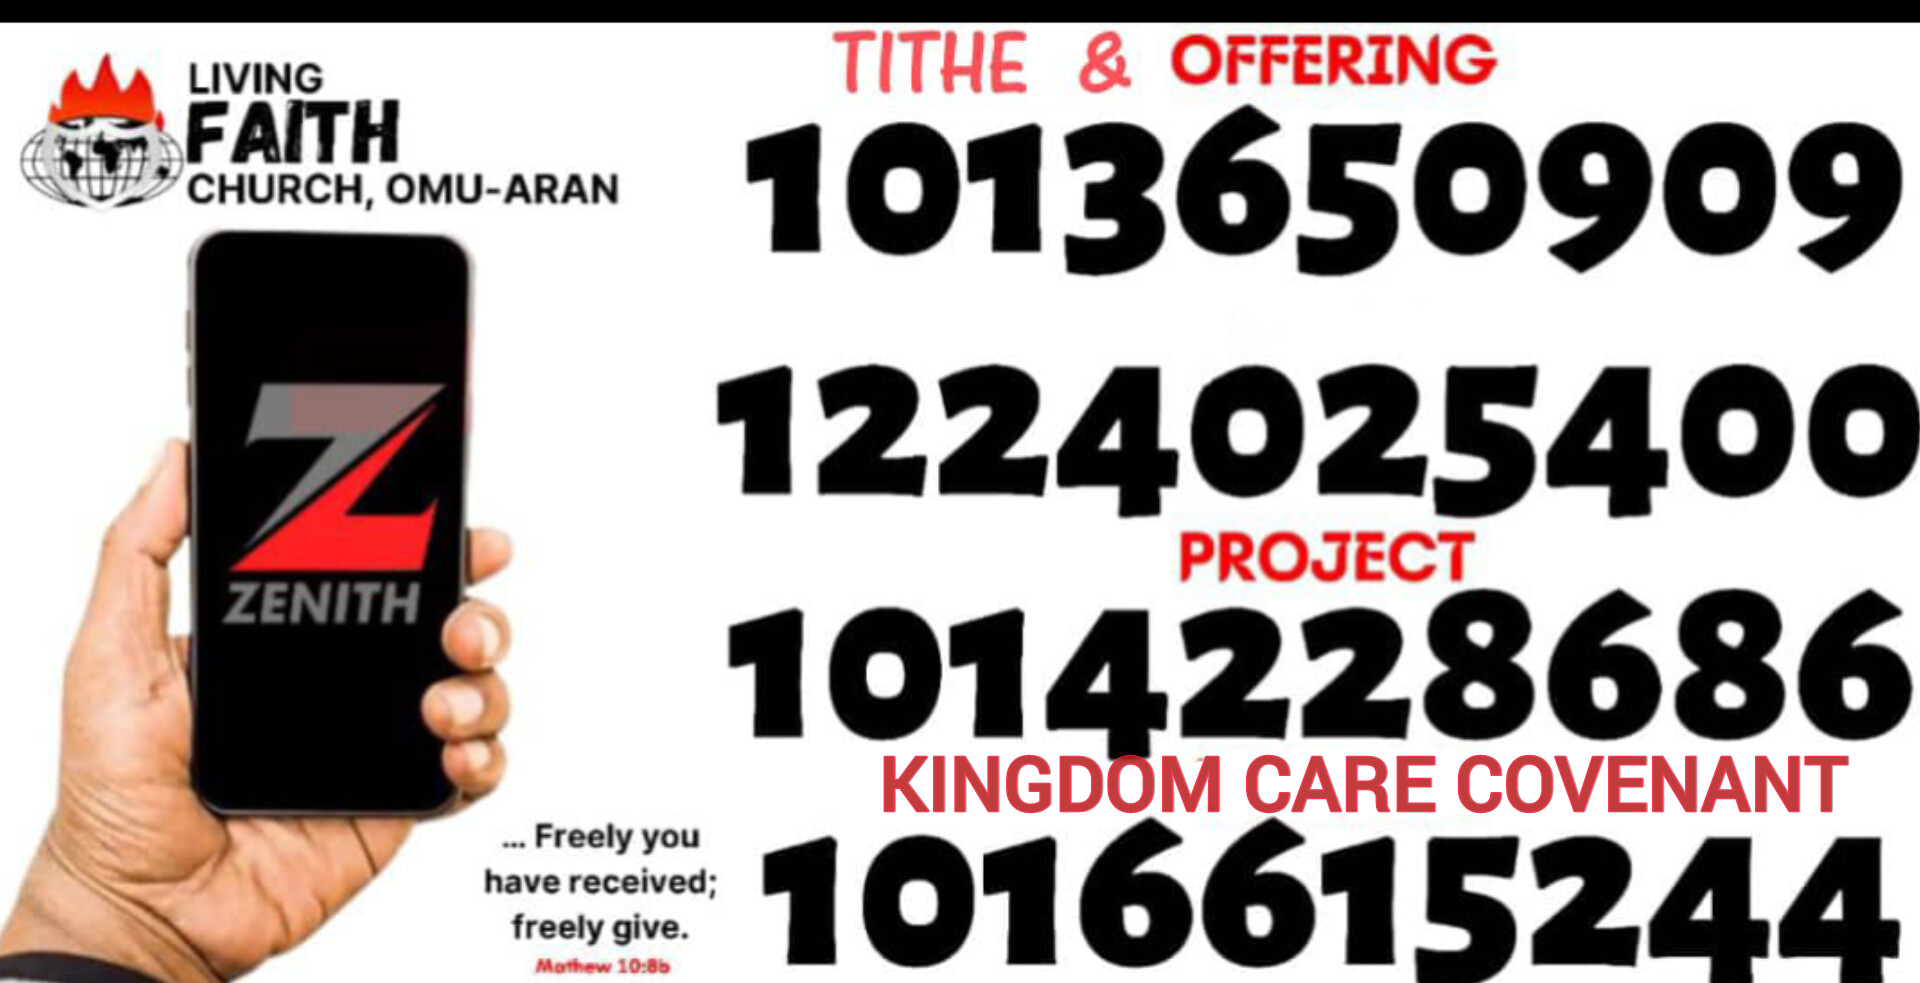 LIVING
FAITH
CHURCH, OMU-ARAN
ZENITH
... Freely you
have received;
freely give.
Mathew 10:8b
TITHE & OFFERING
1013650909
1224025400
PROJECT
1014228686
KINGDOM CARE COVENANT
1016615244